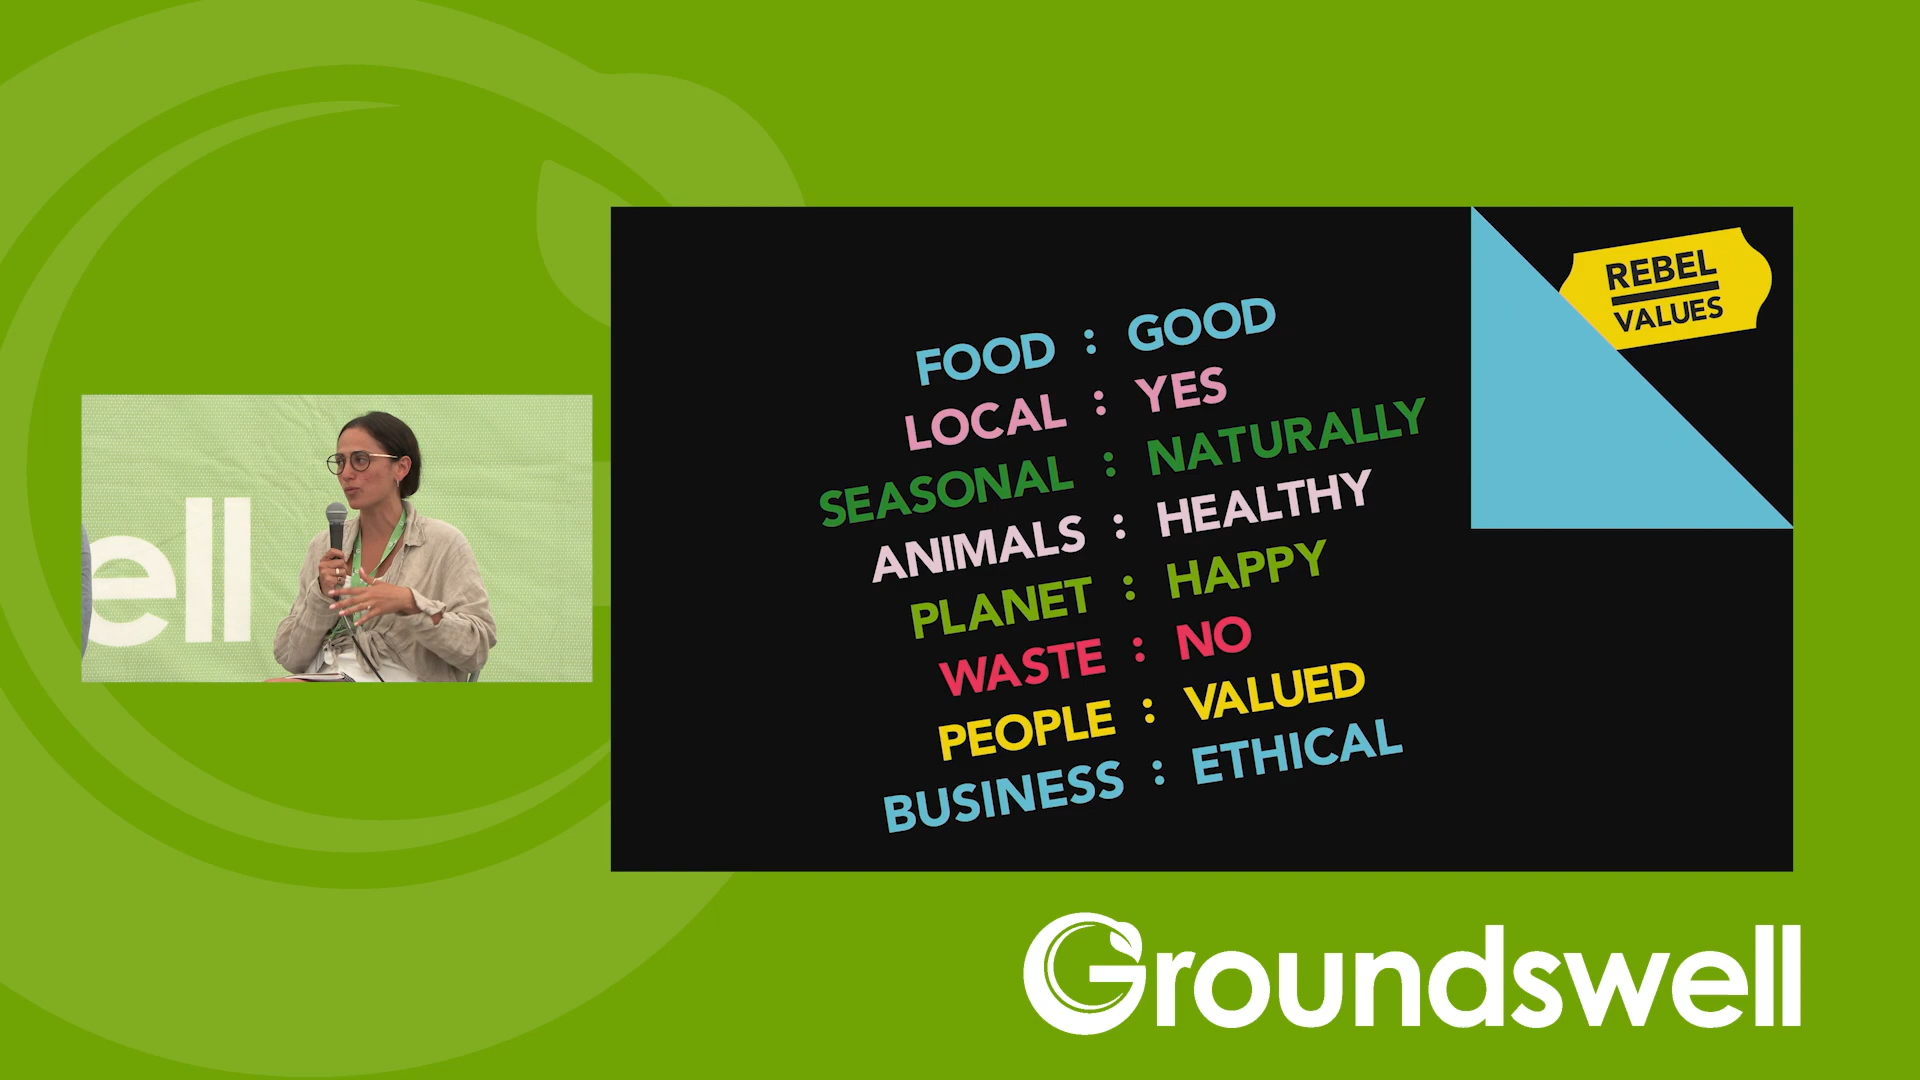 REBEL
VALUES
FOOD : GOOD
LOCAL : YES
SEASONAL : NATURALLY
ANIMALS : HEALTHY
PLANET : HAPPY
WASTE : NO
PEOPLE : VALUED
BUSINESS : ETHICAL
ell
Groundswell